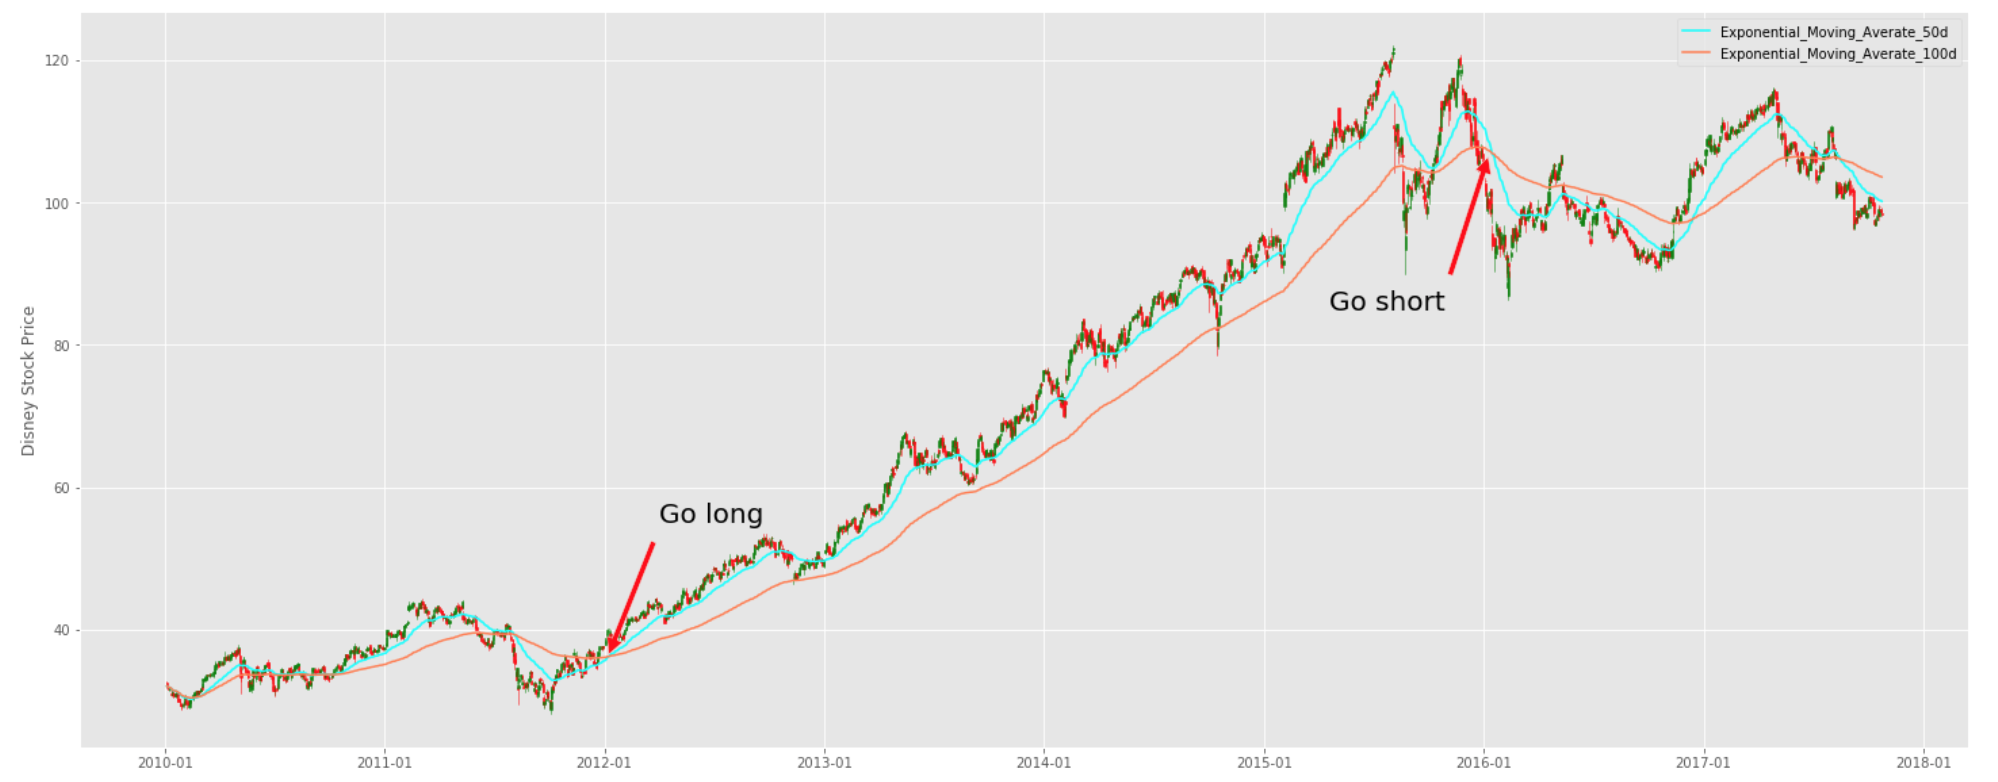 Exponential_Moving_Averate_50d
Exponential_Moving_Averate_100d
120
100
80
60
40
Disney Stock Price
Go long
Go short
2010-01
2011-01
2012-01
2013-01
2014-01
2015-01
2016-01
2017-01
2018-01